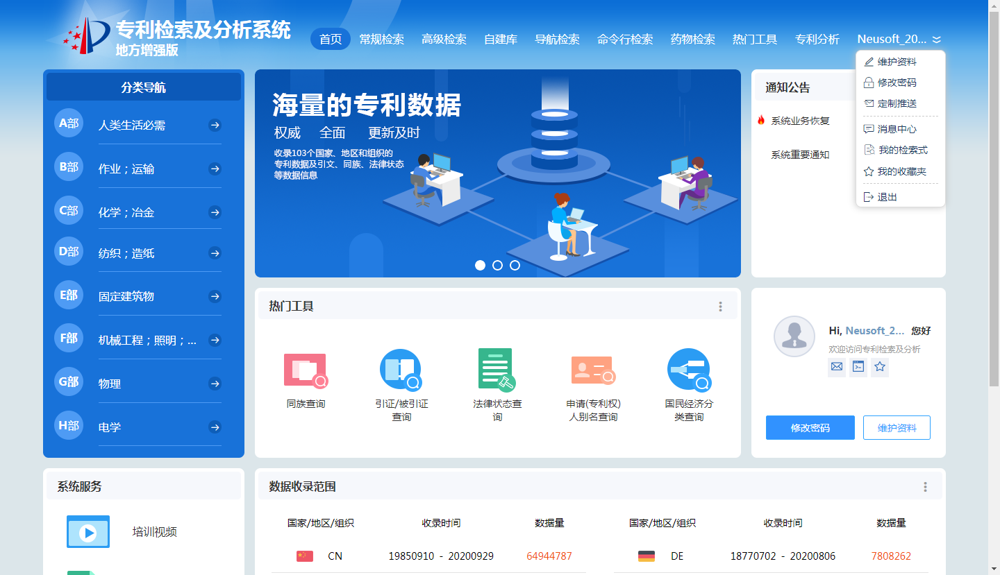 专利检索及分析系统
地方增强版
首页 常规检索 高级检索 自建库 导航检索 命令行检索 药物检索 热门工具 专利分析 Neusoft_20...
维护资料
修改密码
定制推送
消息中心
我的检索式
我的收藏夹
退出
分类导航
A部 人类生活必需
B部 作业；运输
C部 化学；冶金
D部 纺织；造纸
E部 固定建筑物
F部 机械工程；照明；...
G部 物理
H部 电学
海量的专利数据
权威 全面 更新及时
收录103个国家、地区和组织的
专利数据及引文、同族、法律状态
等数据信息
通知公告
系统业务恢复
系统重要通知
热门工具
同族查询
引证/被引证
查询
法律状态查
询
申请(专利权)
人别名查询
国民经济分
类查询
Hi, Neusoft_2... 您好
欢迎访问专利检索及分析
修改密码 维护资料
系统服务
培训视频
数据收录范围
国家/地区/组织 收录时间 数据量 国家/地区/组织 收录时间 数据量
CN 19850910 - 20200929 64944787 DE 18770702 - 20200806 7808262